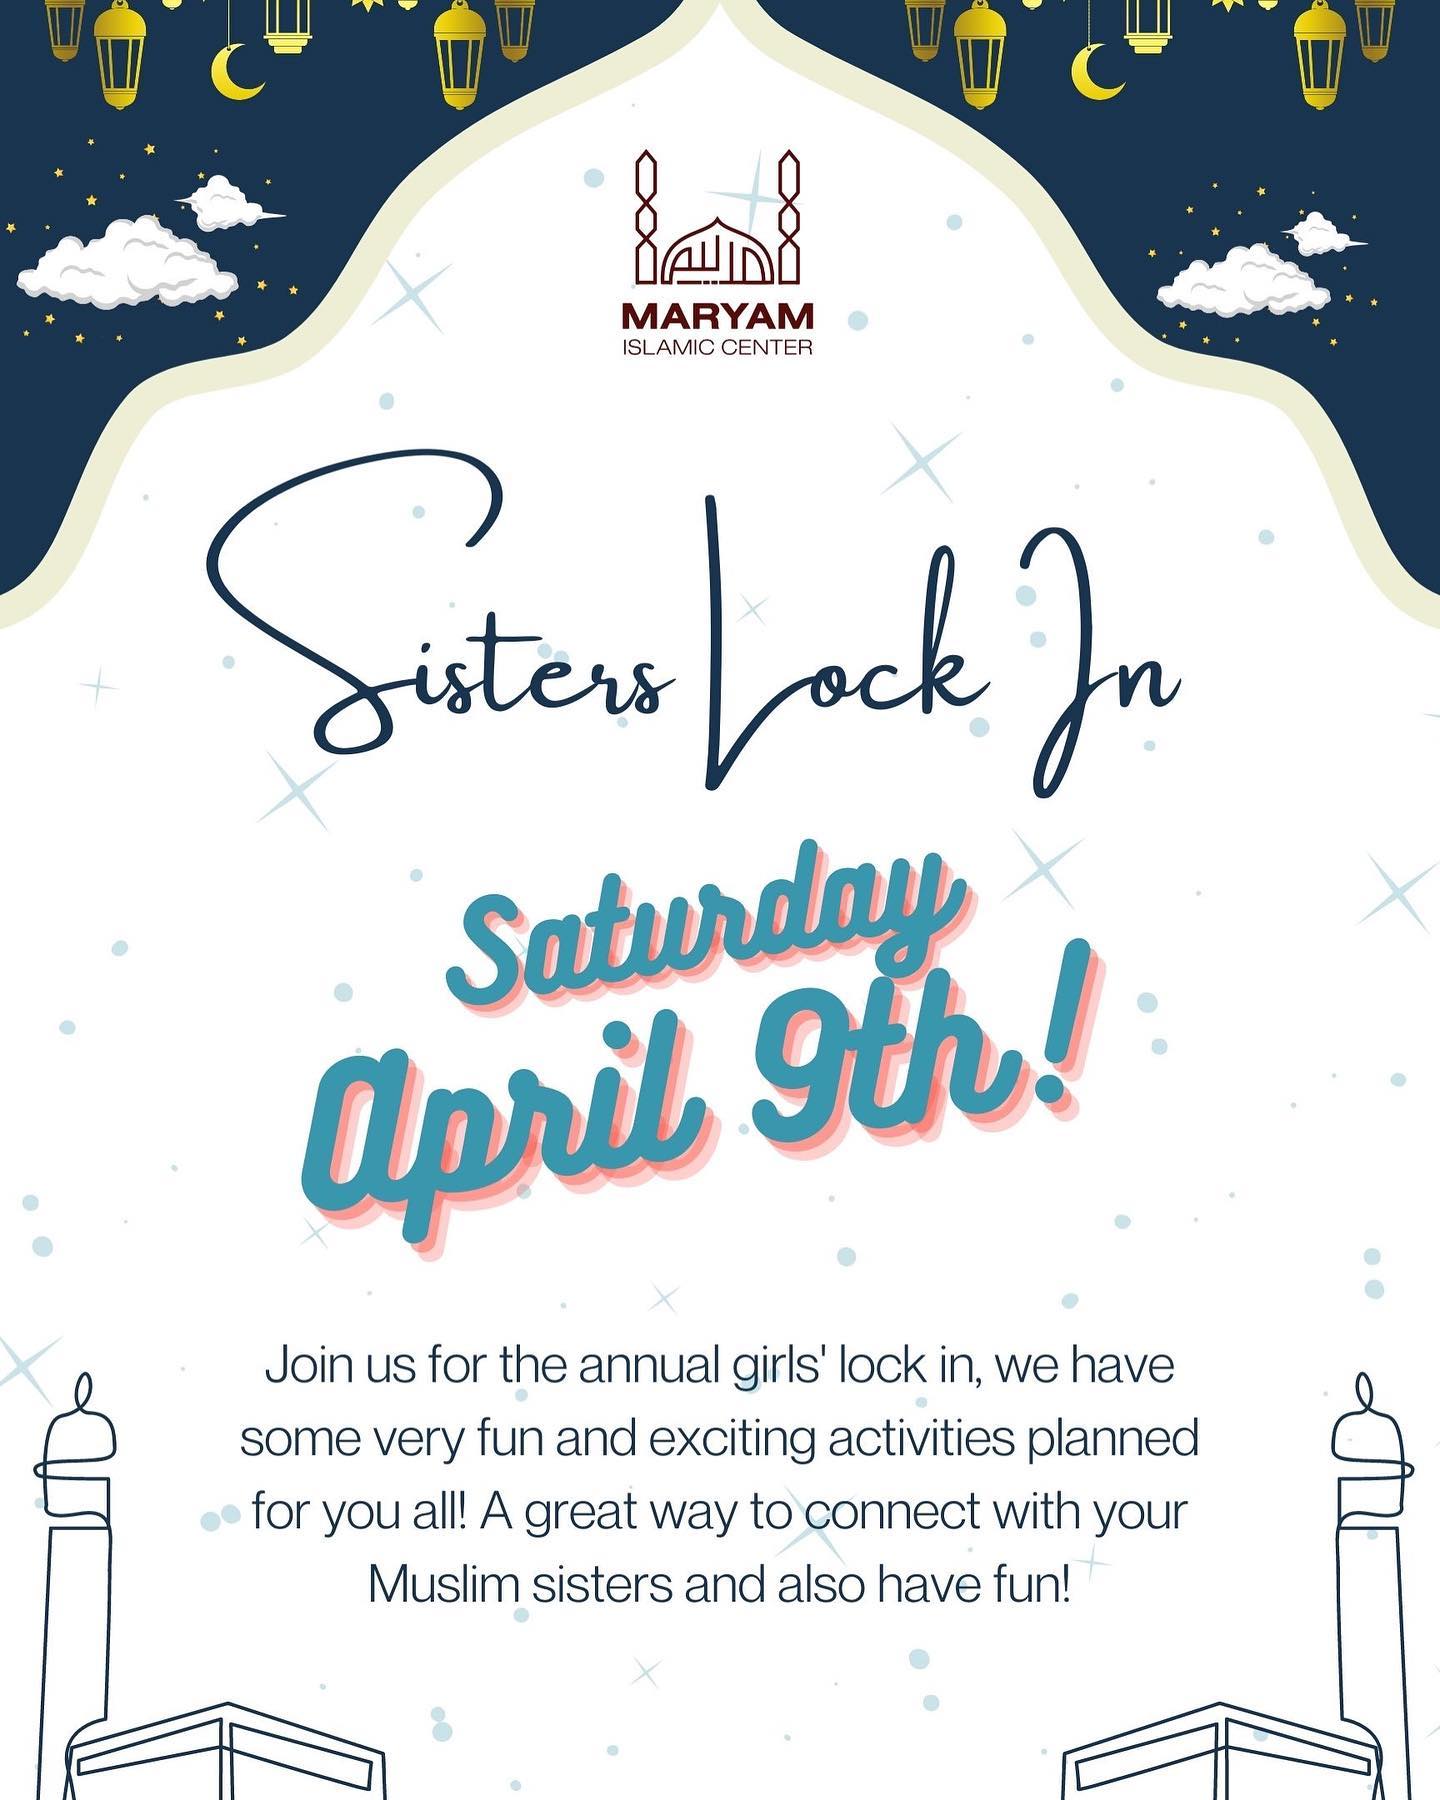 مريم
MARYAM
ISLAMIC CENTER
Sisters Lock In
Saturday
April 9th!
Join us for the annual girls' lock in, we have
some very fun and exciting activities planned
for you all! A great way to connect with your
Muslim sisters and also have fun!